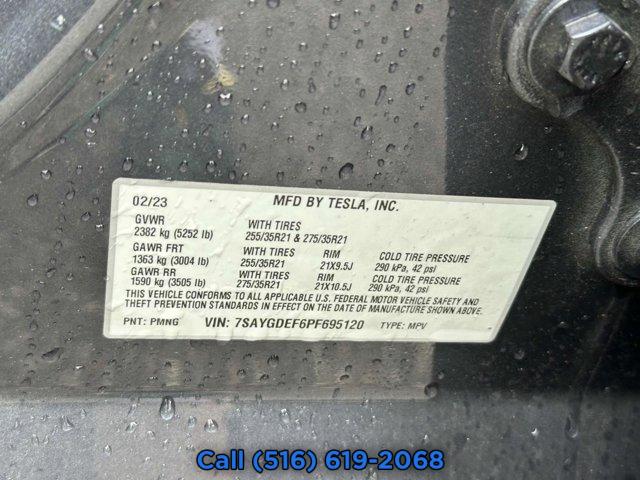 02/23 MFD BY TESLA, INC.
GVWR WITH TIRES
2382 kg (5252 lb) 255/35R21 & 275/35R21
GAWR FRT WITH TIRES RIM COLD TIRE PRESSURE
1363 kg (3004 lb) 255/35R21 21X9.5J 290 kPa, 42 psi
GAWR RR WITH TIRES RIM COLD TIRE PRESSURE
1590 kg (3505 lb) 275/35R21 21X10.5J 290 kPa, 42 psi
THIS VEHICLE CONFORMS TO ALL APPLICABLE U.S. FEDERAL MOTOR VEHICLE SAFETY AND
THEFT PREVENTION STANDARDS IN EFFECT ON THE DATE OF MANUFACTURE SHOWN ABOVE.
PNT: PMNG VIN: 7SAYGDEF6PF695120 TYPE: MPV
Call (516) 619-2068